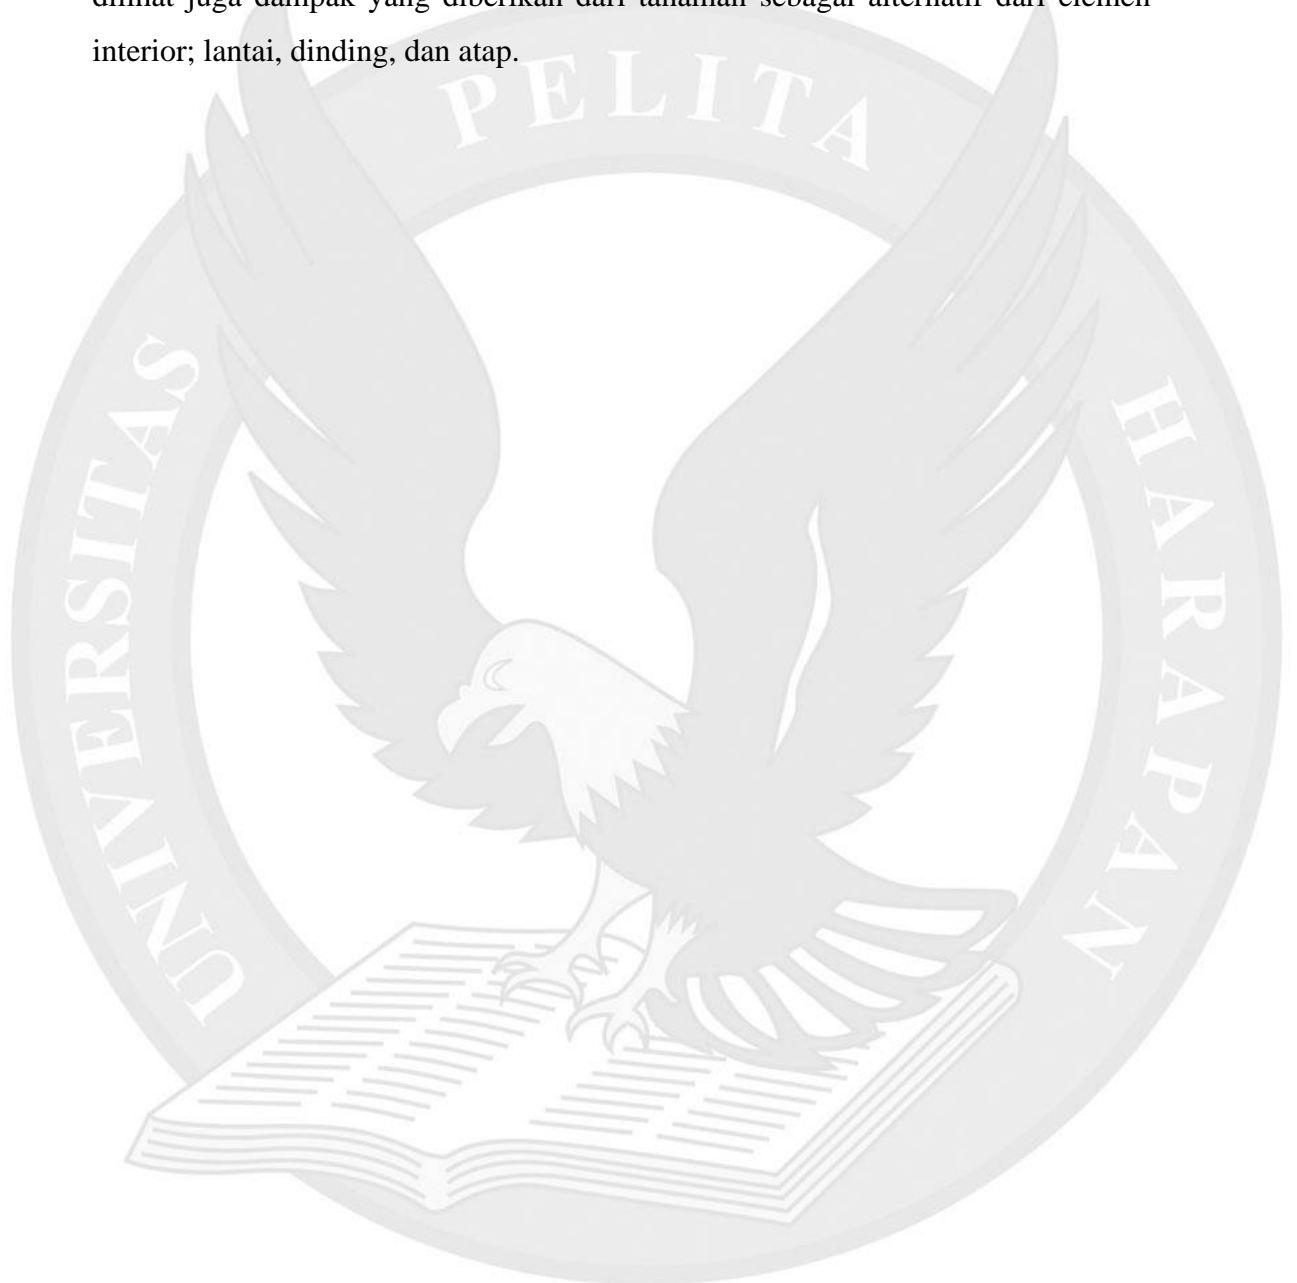 dilihat juga dampak yang diberikan dari tanaman sebagai alternatif dari elemen
interior; lantai, dinding, dan atap.
UNIVERSITAS PELITA HARAPAN